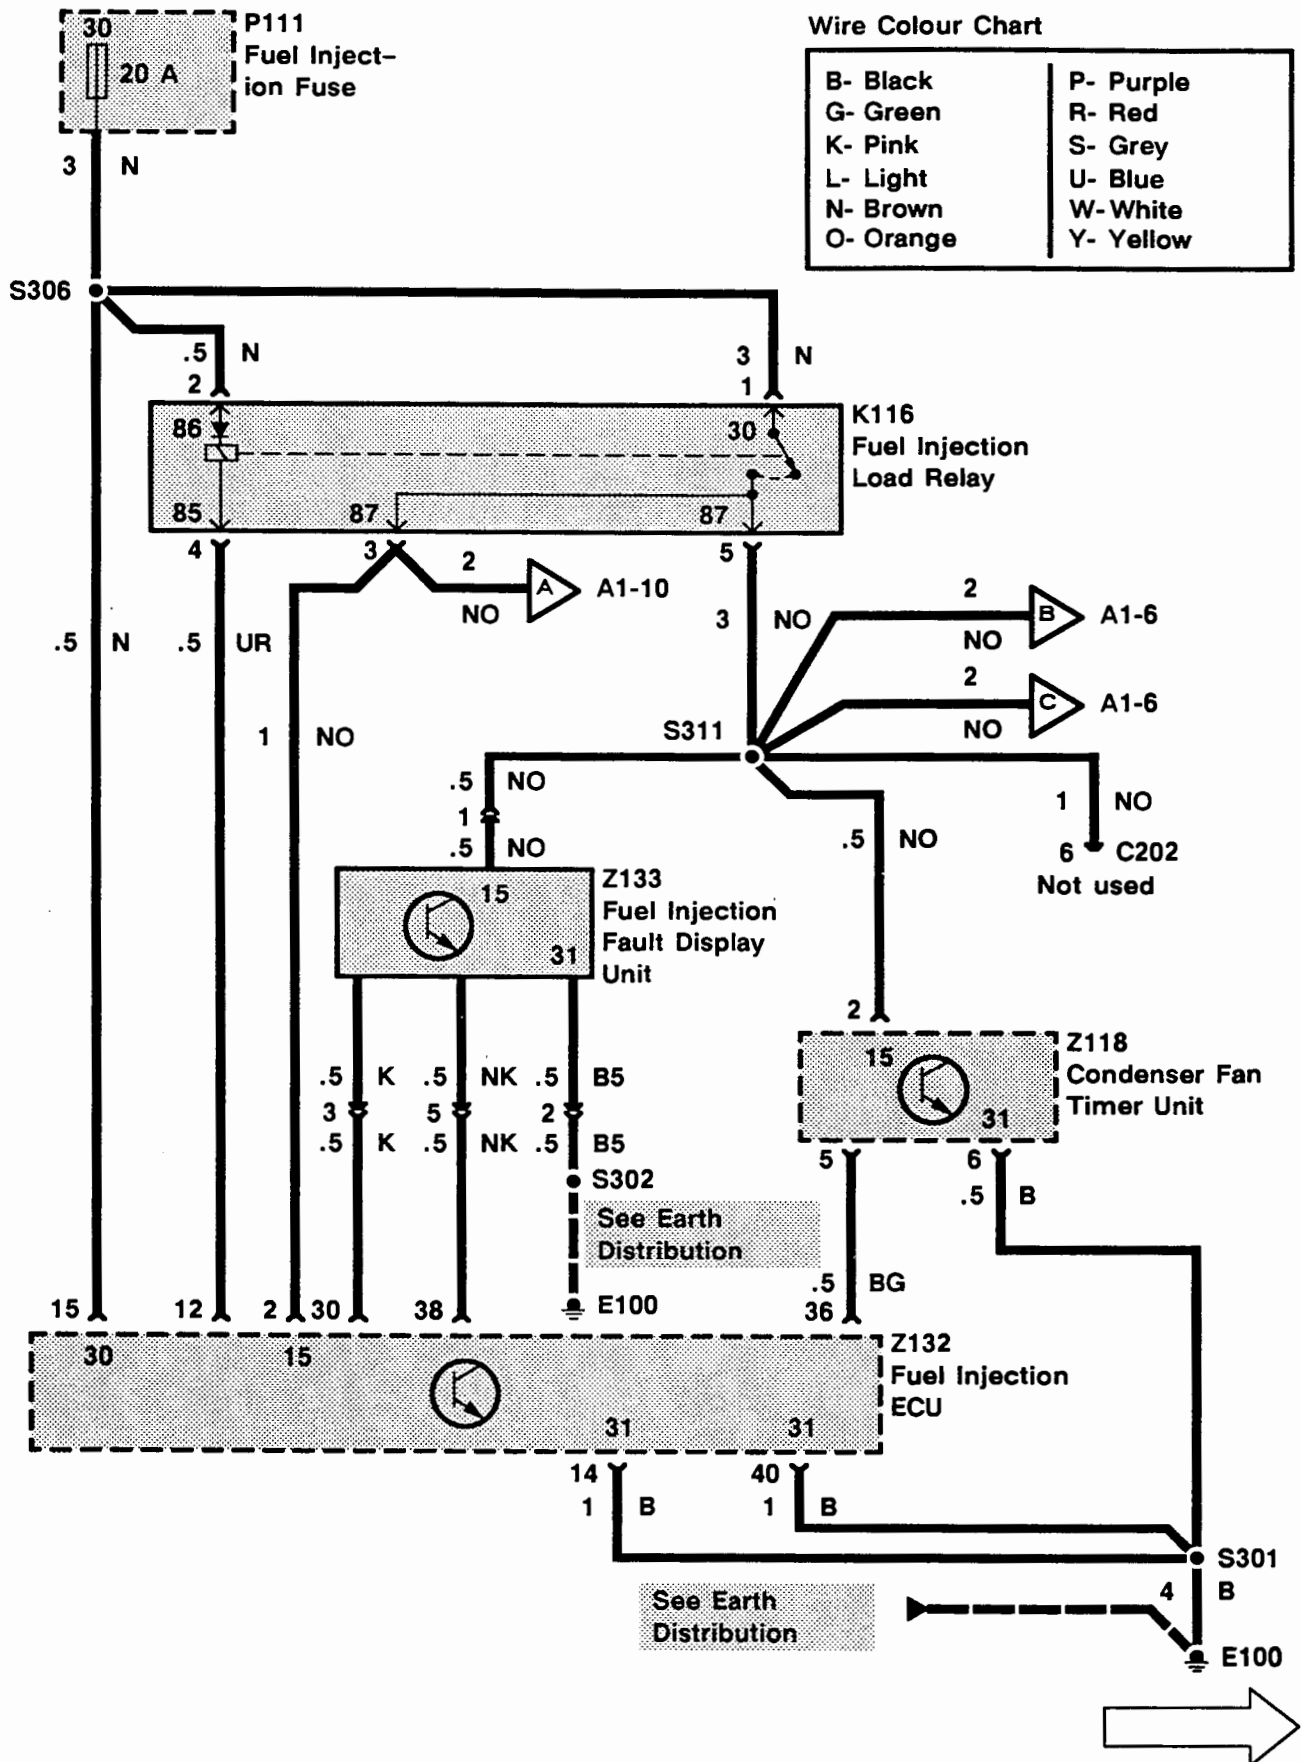 P111
Fuel Inject-
ion Fuse
30
20 A
3 N
Wire Colour Chart
B- Black
G- Green
K- Pink
L- Light
N- Brown
O- Orange
P- Purple
R- Red
S- Grey
U- Blue
W- White
Y- Yellow
S306
.5 N
2
3 N
1
K116
Fuel Injection
Load Relay
86
30
85
87
87
4
3
5
2
NO
A
A1-10
3 NO
2
NO
B
A1-6
2
NO
C
A1-6
.5 N
.5 UR
1 NO
S311
.5 NO
1
.5 NO
.5 NO
1 NO
6 C202
Not used
Z133
Fuel Injection
Fault Display
Unit
15
31
2
Z118
Condenser Fan
Timer Unit
15
31
.5 K .5 NK .5 B5
3 5 2
.5 K .5 NK .5 B5
S302
See Earth
Distribution
E100
5
6
.5 B
.5 BG
15 12 2 30 38 36
Z132
Fuel Injection
ECU
30 15
31 31
14 40
1 B 1 B
S301
4 B
See Earth
Distribution
E100